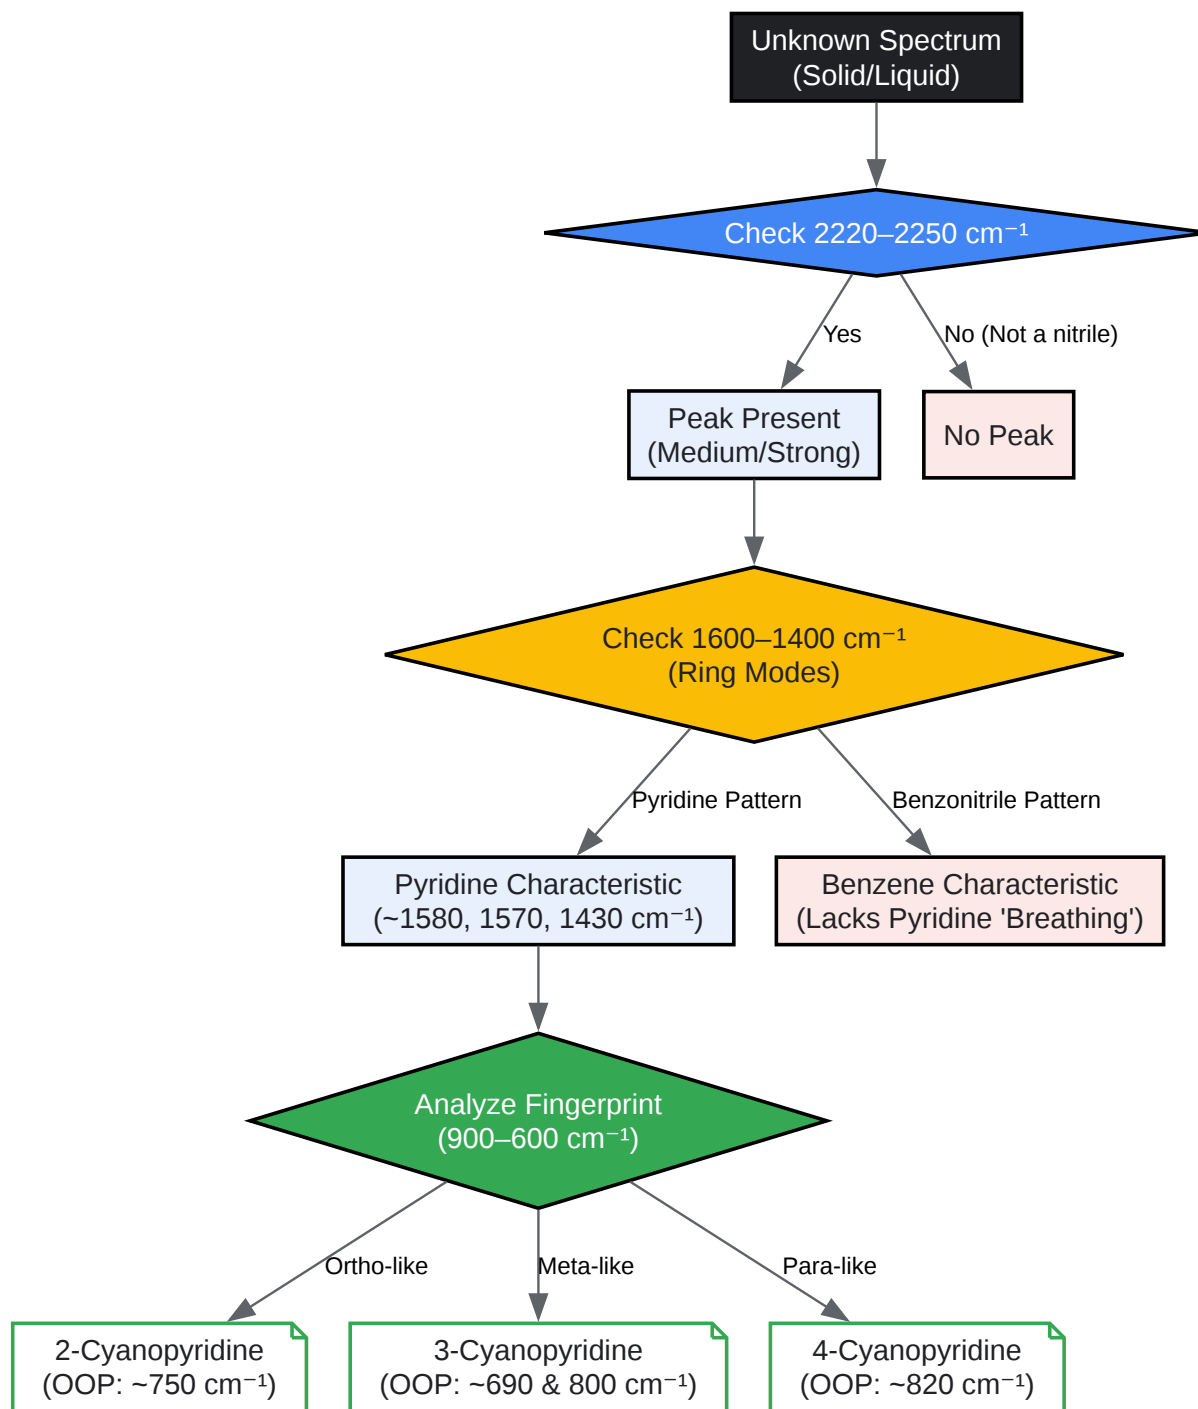 Unknown Spectrum
(Solid/Liquid)
Check 2220–2250 cm⁻¹
Yes
No (Not a nitrile)
Peak Present
(Medium/Strong)
No Peak
Check 1600–1400 cm⁻¹
(Ring Modes)
Pyridine Pattern
Benzonitrile Pattern
Pyridine Characteristic
(~1580, 1570, 1430 cm⁻¹)
Benzene Characteristic
(Lacks Pyridine 'Breathing')
Analyze Fingerprint
(900–600 cm⁻¹)
Ortho-like
Meta-like
Para-like
2-Cyanopyridine
(OOP: ~750 cm⁻¹)
3-Cyanopyridine
(OOP: ~690 & 800 cm⁻¹)
4-Cyanopyridine
(OOP: ~820 cm⁻¹)